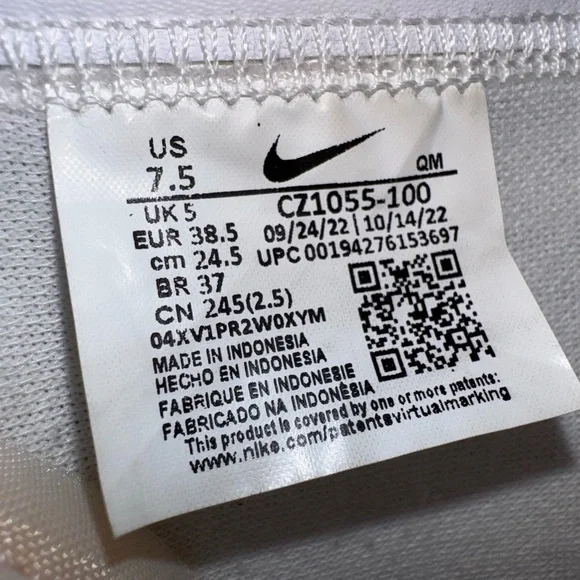 US
7.5
QM
UK 5
CZ1055-100
EUR 38.5
09/24/22 | 10/14/22
cm 24.5
UPC 00194276153697
BR 37
CN 245(2.5)
04XV1PR2W0XYM
MADE IN INDONESIA
HECHO EN INDONESIA
FABRIQUE EN INDONESIE
FABRICADO NA INDONÉSIA
This product is covered by one or more patents:
www.nike.com/patentsvirtualmarking